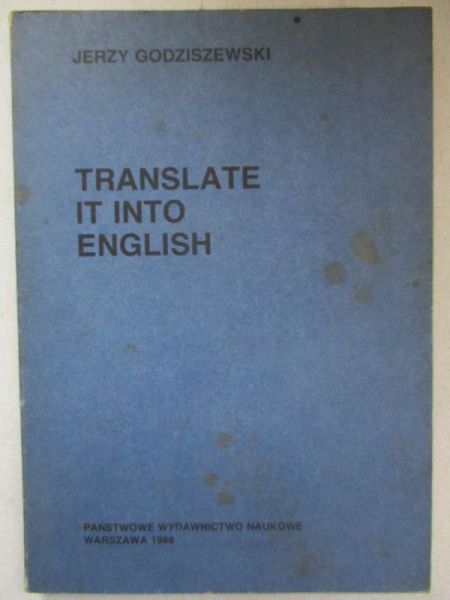 JERZY GODZISZEWSKI
TRANSLATE
IT INTO
ENGLISH
PAŃSTWOWE WYDAWNICTWO NAUKOWE
WARSZAWA 1986